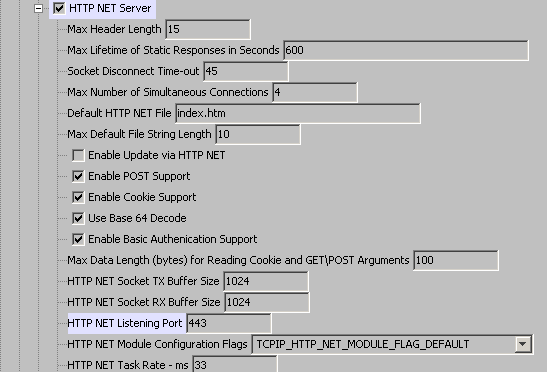 HTTP NET Server
Max Header Length 15
Max Lifetime of Static Responses in Seconds 600
Socket Disconnect Time-out 45
Max Number of Simultaneous Connections 4
Default HTTP NET File index.htm
Max Default File String Length 10
Enable Update via HTTP NET
Enable POST Support
Enable Cookie Support
Use Base 64 Decode
Enable Basic Authenication Support
Max Data Length (bytes) for Reading Cookie and GET\POST Arguments 100
HTTP NET Socket TX Buffer Size 1024
HTTP NET Socket RX Buffer Size 1024
HTTP NET Listening Port 443
HTTP NET Module Configuration Flags TCPIP_HTTP_NET_MODULE_FLAG_DEFAULT
HTTP NET Task Rate - ms 33